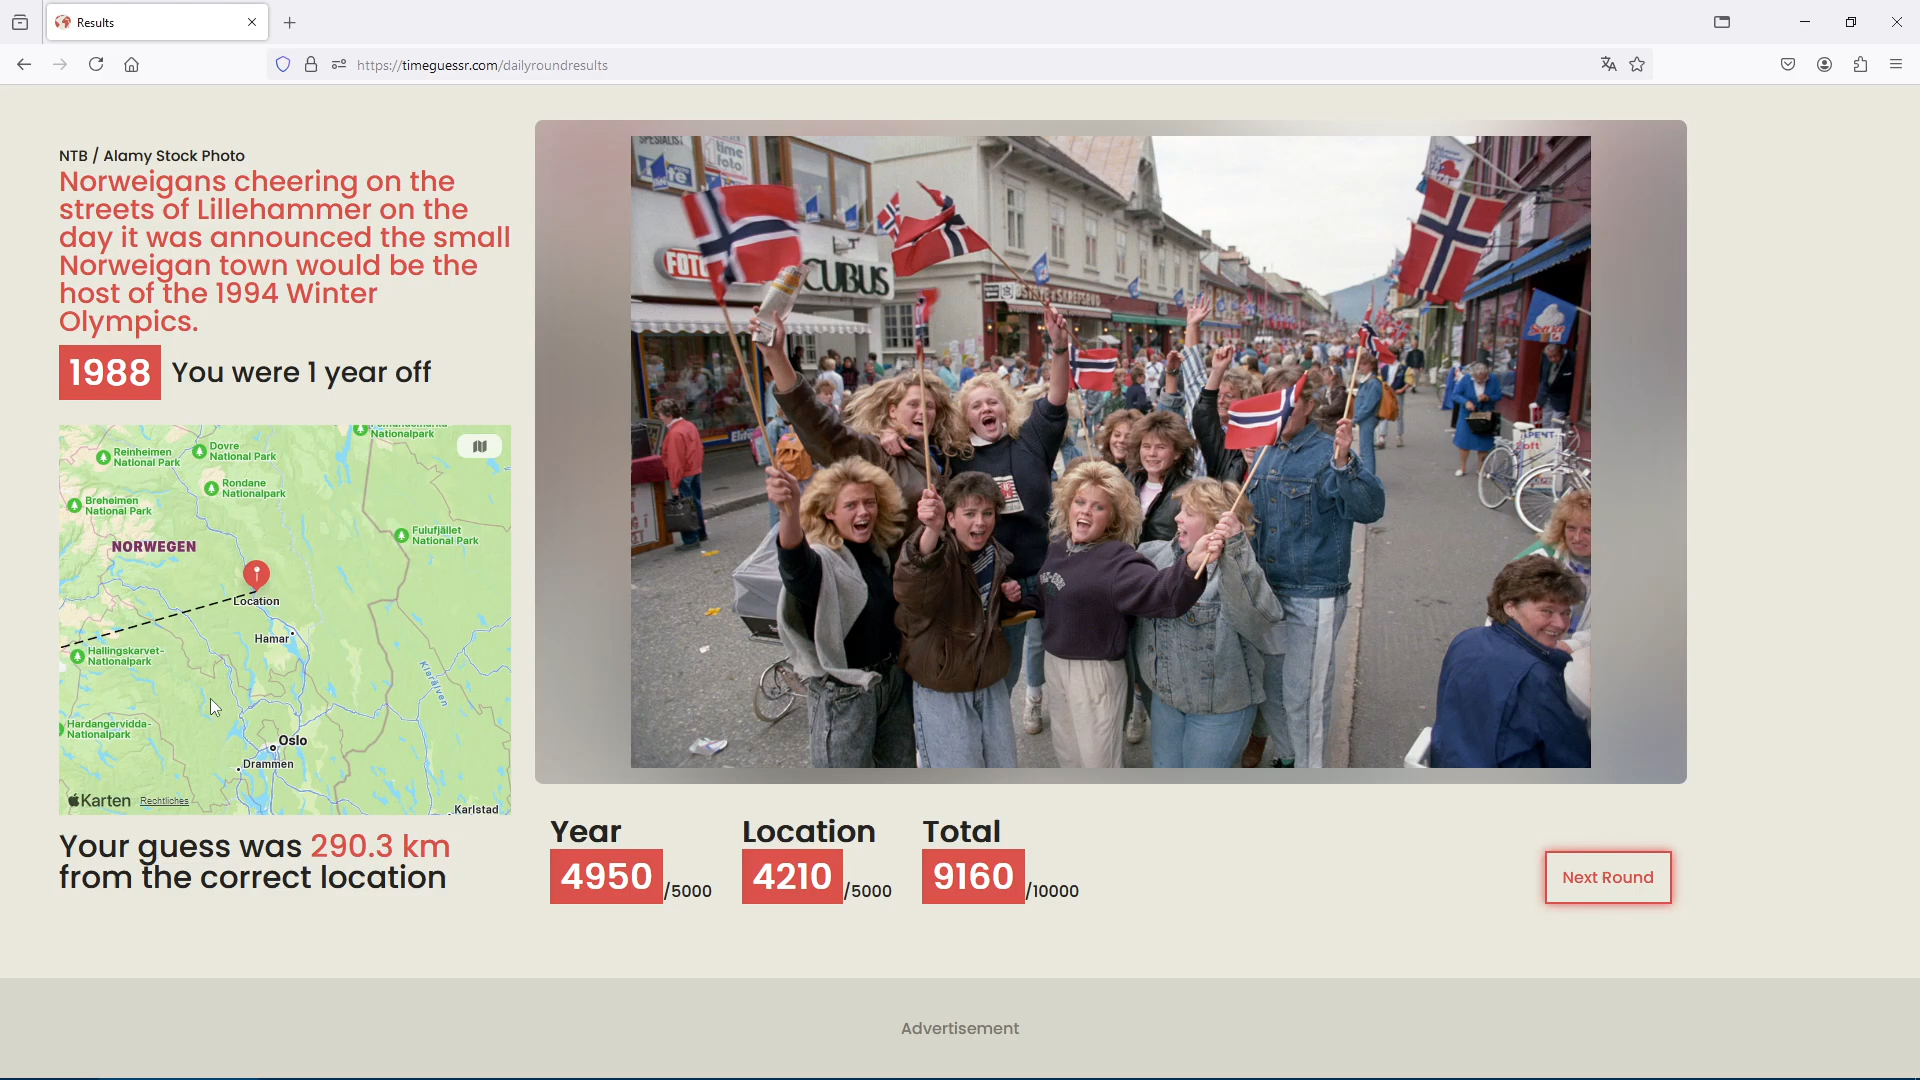 Results
https://timeguessr.com/dailyroundresults
NTB / Alamy Stock Photo
Norweigans cheering on the
streets of Lillehammer on the
day it was announced the small
Norweigan town would be the
host of the 1994 Winter
Olympics.
1988 You were 1 year off
Nationalpark
Reinheimen
National Park
Dovre
National Park
Rondane
Nationalpark
Breheimen
National Park
Fulufjället
National Park
NORWEGEN
Location
Hamar
Hallingskarvet-
Nationalpark
Klarälven
Hardangervidda-
Nationalpark
Oslo
Drammen
Karten
Rechtliches
Karlstad
Your guess was 290.3 km
from the correct location
SPESIALIST
time
foto
FOT
CUBUS
Year
4950 /5000
Location
4210 /5000
Total
9160 /10000
Next Round
Advertisement